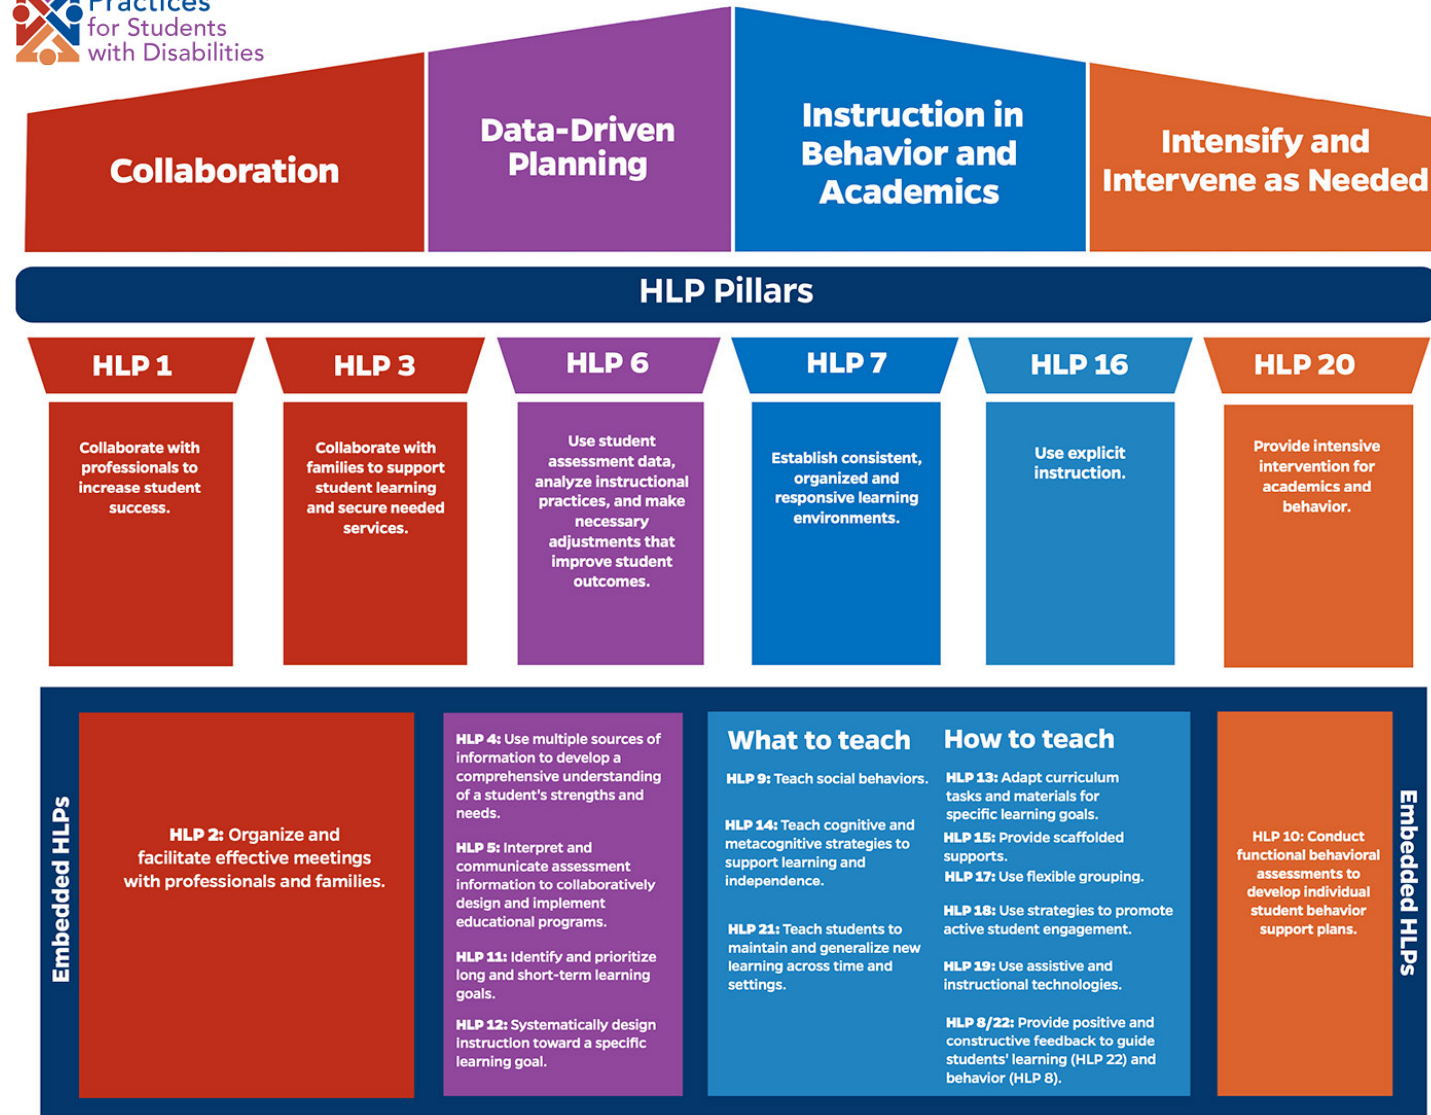 Practices
for Students
with Disabilities
Collaboration
Data-Driven
Planning
Instruction in
Behavior and
Academics
Intensify and
Intervene as Needed
HLP Pillars
HLP 1
Collaborate with
professionals to
increase student
success.
HLP 3
Collaborate with
families to support
student learning
and secure needed
services.
HLP 6
Use student
assessment data,
analyze instructional
practices, and make
necessary
adjustments that
improve student
outcomes.
HLP 7
Establish consistent,
organized and
responsive learning
environments.
HLP 16
Use explicit
instruction.
HLP 20
Provide intensive
intervention for
academics and
behavior.
Embedded HLPs
HLP 2: Organize and
facilitate effective meetings
with professionals and families.
HLP 4: Use multiple sources of
information to develop a
comprehensive understanding
of a student's strengths and
needs.
HLP 5: Interpret and
communicate assessment
information to collaboratively
design and implement
educational programs.
HLP 11: Identify and prioritize
long and short-term learning
goals.
HLP 12: Systematically design
instruction toward a specific
learning goal.
What to teach
HLP 9: Teach social behaviors.
HLP 14: Teach cognitive and
metacognitive strategies to
support learning and
independence.
HLP 21: Teach students to
maintain and generalize new
learning across time and
settings.
How to teach
HLP 13: Adapt curriculum
tasks and materials for
specific learning goals.
HLP 15: Provide scaffolded
supports.
HLP 17: Use flexible grouping.
HLP 18: Use strategies to promote
active student engagement.
HLP 19: Use assistive and
instructional technologies.
HLP 8/22: Provide positive and
constructive feedback to guide
students' learning (HLP 22) and
behavior (HLP 8).
HLP 10: Conduct
functional behavioral
assessments to
develop individual
student behavior
support plans.
Embedded HLPs